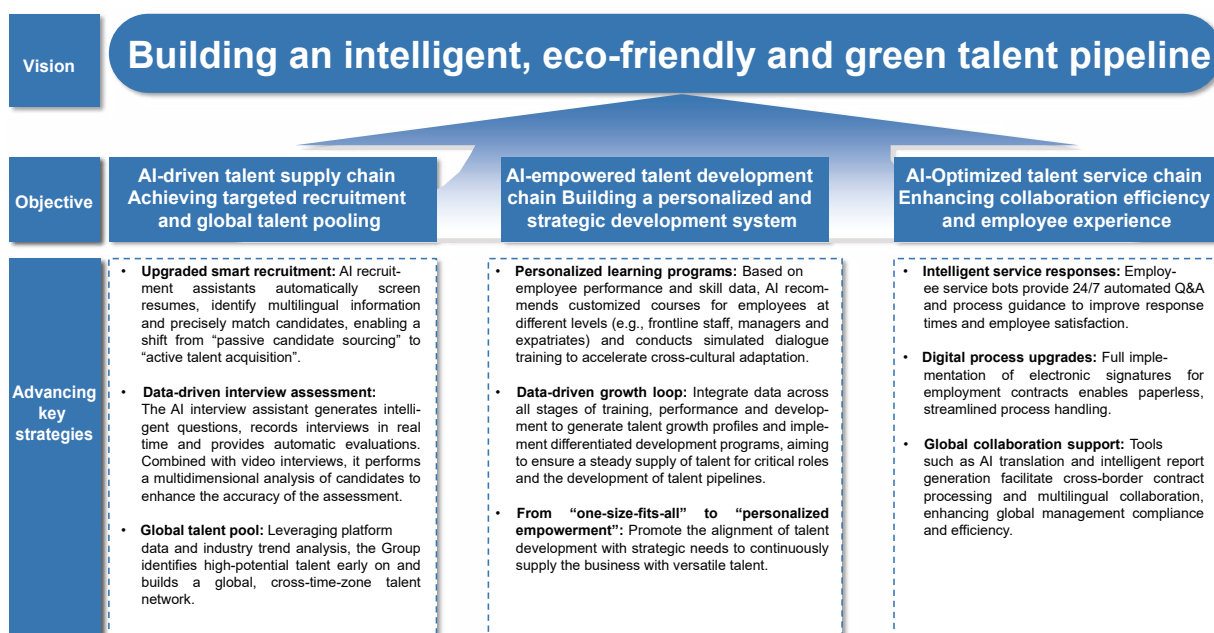 Vision
Building an intelligent, eco-friendly and green talent pipeline
Objective
AI-driven talent supply chain
Achieving targeted recruitment
and global talent pooling
AI-empowered talent development
chain Building a personalized and
strategic development system
AI-Optimized talent service chain
Enhancing collaboration efficiency
and employee experience
Advancing
key
strategies
• Upgraded smart recruitment: AI recruit-
ment assistants automatically screen
resumes, identify multilingual information
and precisely match candidates, enabling a
shift from “passive candidate sourcing” to
“active talent acquisition”.
• Data-driven interview assessment:
The AI interview assistant generates intelli-
gent questions, records interviews in real
time and provides automatic evaluations.
Combined with video interviews, it performs
a multidimensional analysis of candidates to
enhance the accuracy of the assessment.
• Global talent pool: Leveraging platform
data and industry trend analysis, the Group
identifies high-potential talent early on and
builds a global, cross-time-zone talent
network.
• Personalized learning programs: Based on
employee performance and skill data, AI recom-
mends customized courses for employees at
different levels (e.g., frontline staff, managers and
expatriates) and conducts simulated dialogue
training to accelerate cross-cultural adaptation.
• Data-driven growth loop: Integrate data across
all stages of training, performance and develop-
ment to generate talent growth profiles and imple-
ment differentiated development programs, aiming
to ensure a steady supply of talent for critical roles
and the development of talent pipelines.
• From “one-size-fits-all” to “personalized
empowerment”: Promote the alignment of talent
development with strategic needs to continuously
supply the business with versatile talent.
• Intelligent service responses: Employ-
ee service bots provide 24/7 automated Q&A
and process guidance to improve response
times and employee satisfaction.
• Digital process upgrades: Full imple-
mentation of electronic signatures for
employment contracts enables paperless,
streamlined process handling.
• Global collaboration support: Tools
such as AI translation and intelligent report
generation facilitate cross-border contract
processing and multilingual collaboration,
enhancing global management compliance
and efficiency.